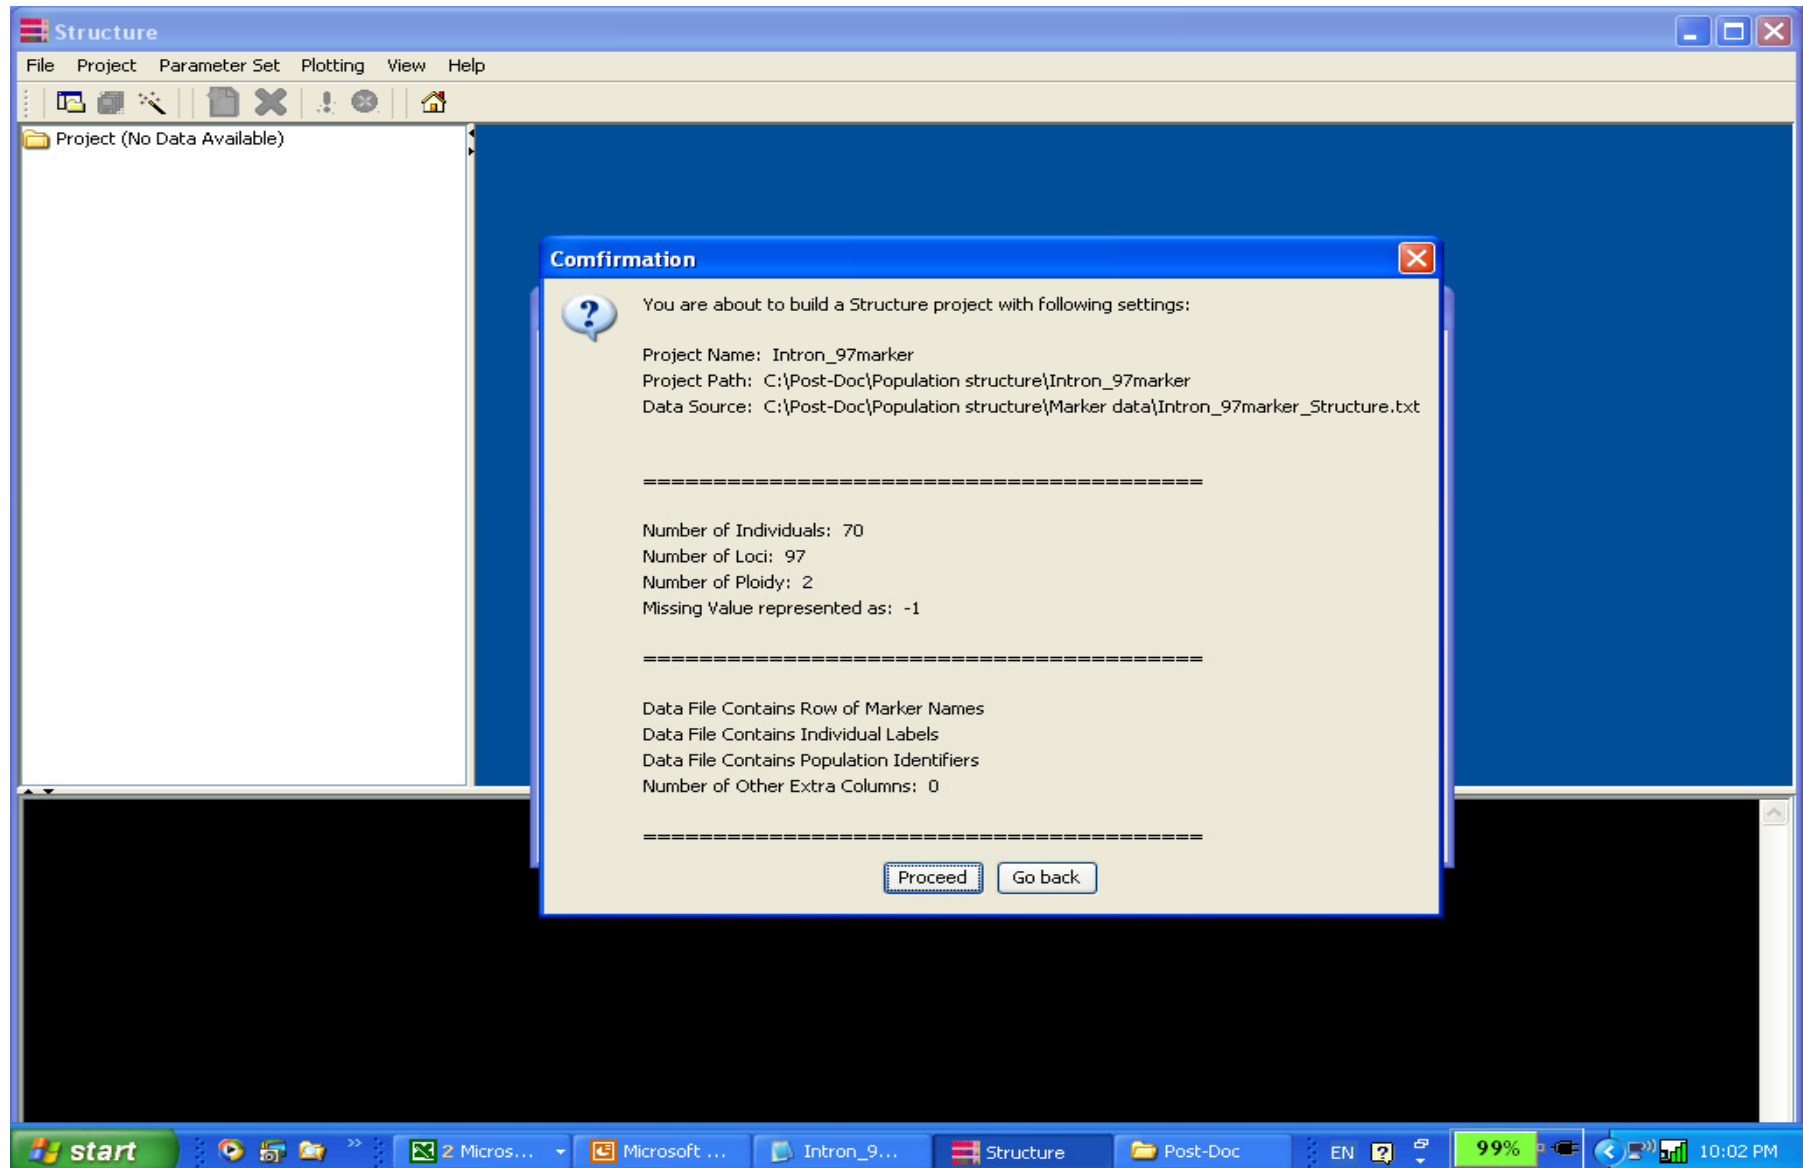 Structure
File Project Parameter Set Plotting View Help
Project (No Data Available)
Comfirmation
You are about to build a Structure project with following settings:
Project Name: Intron_97marker
Project Path: C:\Post-Doc\Population structure\Intron_97marker
Data Source: C:\Post-Doc\Population structure\Marker data\Intron_97marker_Structure.txt
========================================
Number of Individuals: 70
Number of Loci: 97
Number of Ploidy: 2
Missing Value represented as: -1
========================================
Data File Contains Row of Marker Names
Data File Contains Individual Labels
Data File Contains Population Identifiers
Number of Other Extra Columns: 0
========================================
Proceed Go back
start 2 Micros... Microsoft ... Intron_9... Structure Post-Doc EN 99% 10:02 PM